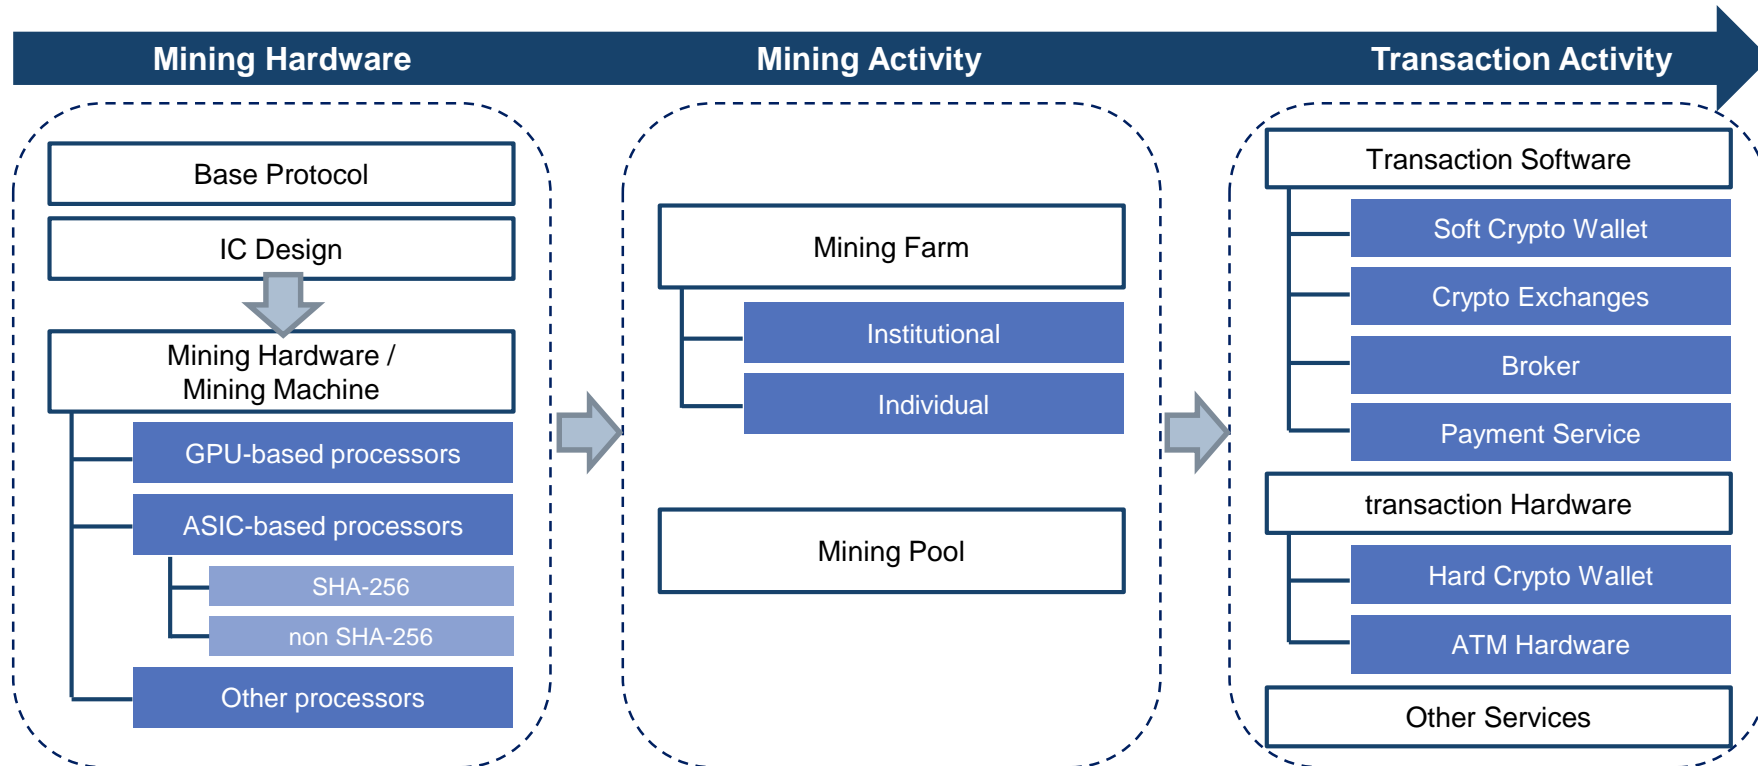 Mining Hardware
Mining Activity
Transaction Activity
Base Protocol
IC Design
Mining Hardware /
Mining Machine
GPU-based processors
ASIC-based processors
SHA-256
non SHA-256
Other processors
Mining Farm
Institutional
Individual
Mining Pool
Transaction Software
Soft Crypto Wallet
Crypto Exchanges
Broker
Payment Service
transaction Hardware
Hard Crypto Wallet
ATM Hardware
Other Services